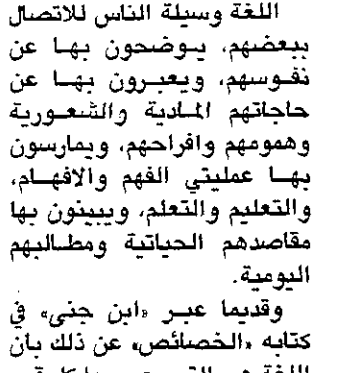 اللغة وسيلة الناس للاتصال
ببعضهم، يوضحون بها عن
نفوسهم، ويعبرون بها عن
حاجاتهم المادية والشعورية
وهمومهم وافراحهم، ويمارسون
بها عمليتي الفهم والافهام،
والتعليم والتعلم، ويبينون بها
مقاصدهم الحياتية ومطالبهم
اليومية.
وقديما عبر «ابن جنى» في
كتابه «الخصائص» عن ذلك بان